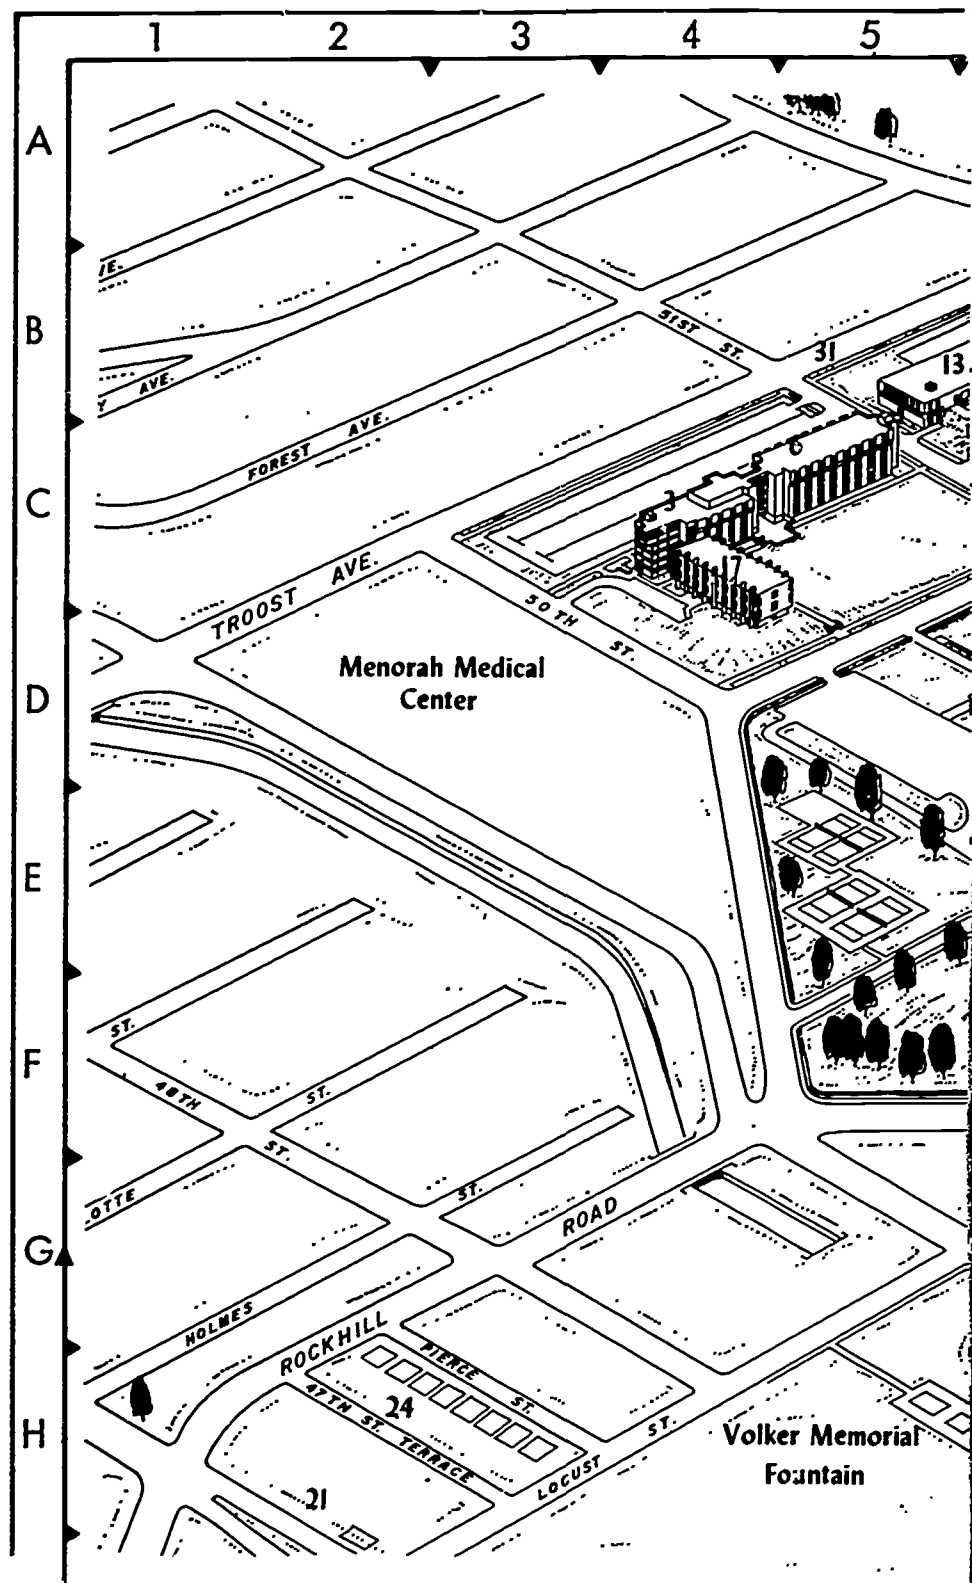 1 2 3 4 5
A
/E.
B
51ST
ST.
31
13
Y AVE.
FOREST AVE.
C
6
3
17
TROOST AVE.
50TH
ST.
Menorah Medical
Center
D
E
ST.
F
48TH
ST.
ST.
OTTE
ST.
ROAD
G
HOLMES
ROCKHILL
PIERCE ST.
24
47TH ST. TERRACE
H
LOCUST ST.
Volker Memorial
Fountain
21